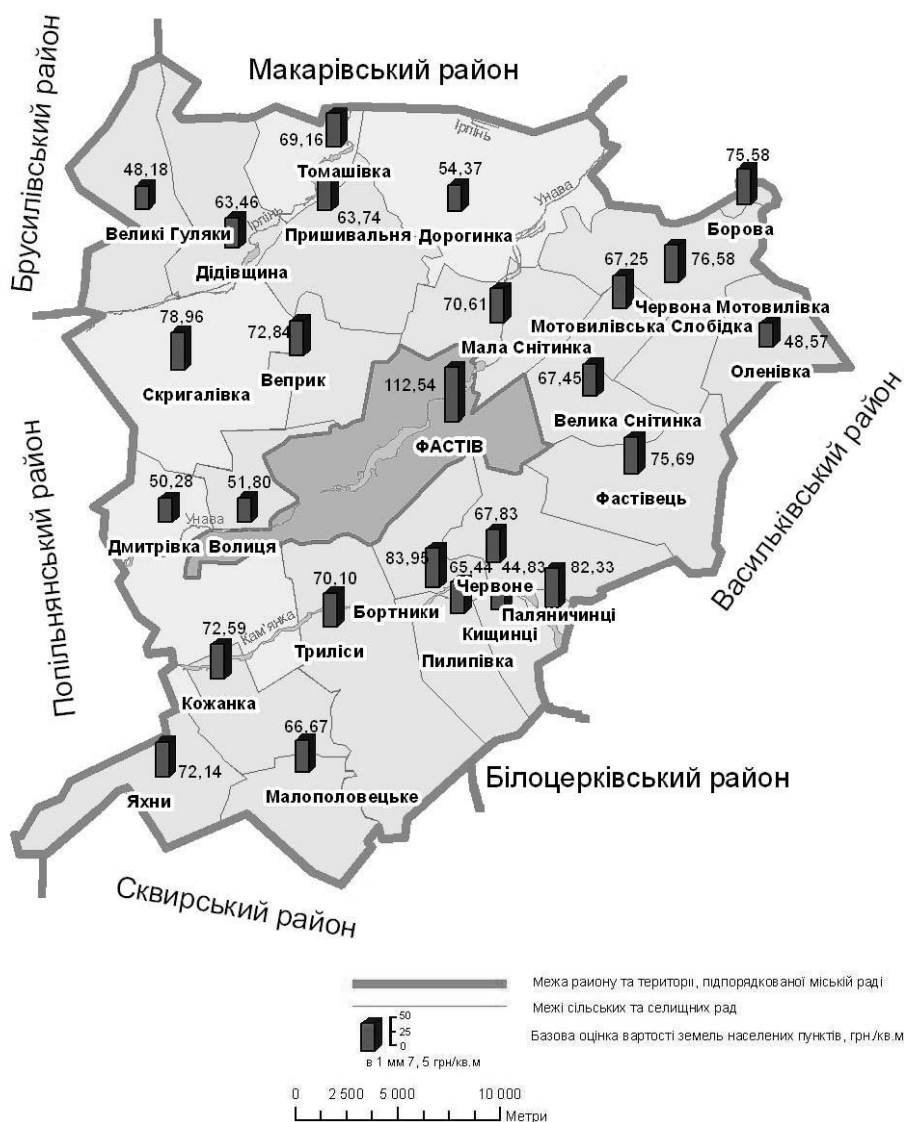 Макарівський район
Брусилівський район
69,16
Томашівка
Ірпінь
54,37
Дорогинка
Унава
75,58
Борова
48,18
Великі Гуляки
63,46
Ірпінь
Дідівщина
63,74
Пришивальня
67,25
Мотовилівська Слобідка
76,58
Червона Мотовилівка
70,61
Мала Снітинка
48,57
Оленівка
78,96
Скригалівка
72,84
Веприк
112,54
ФАСТІВ
67,45
Велика Снітинка
75,69
Фастівець
Васильківський район
Попільнянський район
50,28
Унава
Дмитрівка
51,80
Волиця
67,83
Червоне
83,95
Бортники
65,44
Пилипівка
44,83
Кищинці
82,33
Паляничинці
70,10
Триліси
Кам'янка
72,59
Кожанка
66,67
Малополовецьке
72,14
Яхни
Білоцерківський район
Сквирський район
Межа району та території, підпорядкованої міській раді
Межі сільських та селищних рад
50
25
0
Базова оцінка вартості земель населених пунктів, грн./кв.м
в 1 мм 7, 5 грн/кв.м
0 2 500 5 000 10 000
Метри